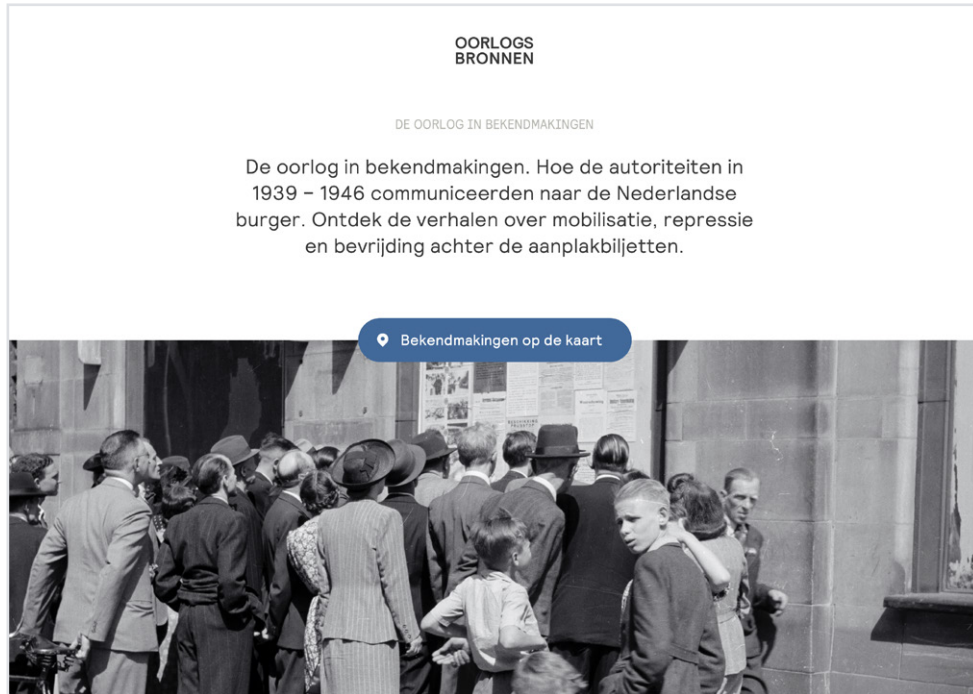 OORLOGS
BRONNEN
DE OORLOG IN BEKENDMAKINGEN
De oorlog in bekendmakingen. Hoe de autoriteiten in
1939 – 1946 communiceerden naar de Nederlandse
burger. Ontdek de verhalen over mobilisatie, repressie
en bevrijding achter de aanplakbiljetten.
Bekendmakingen op de kaart